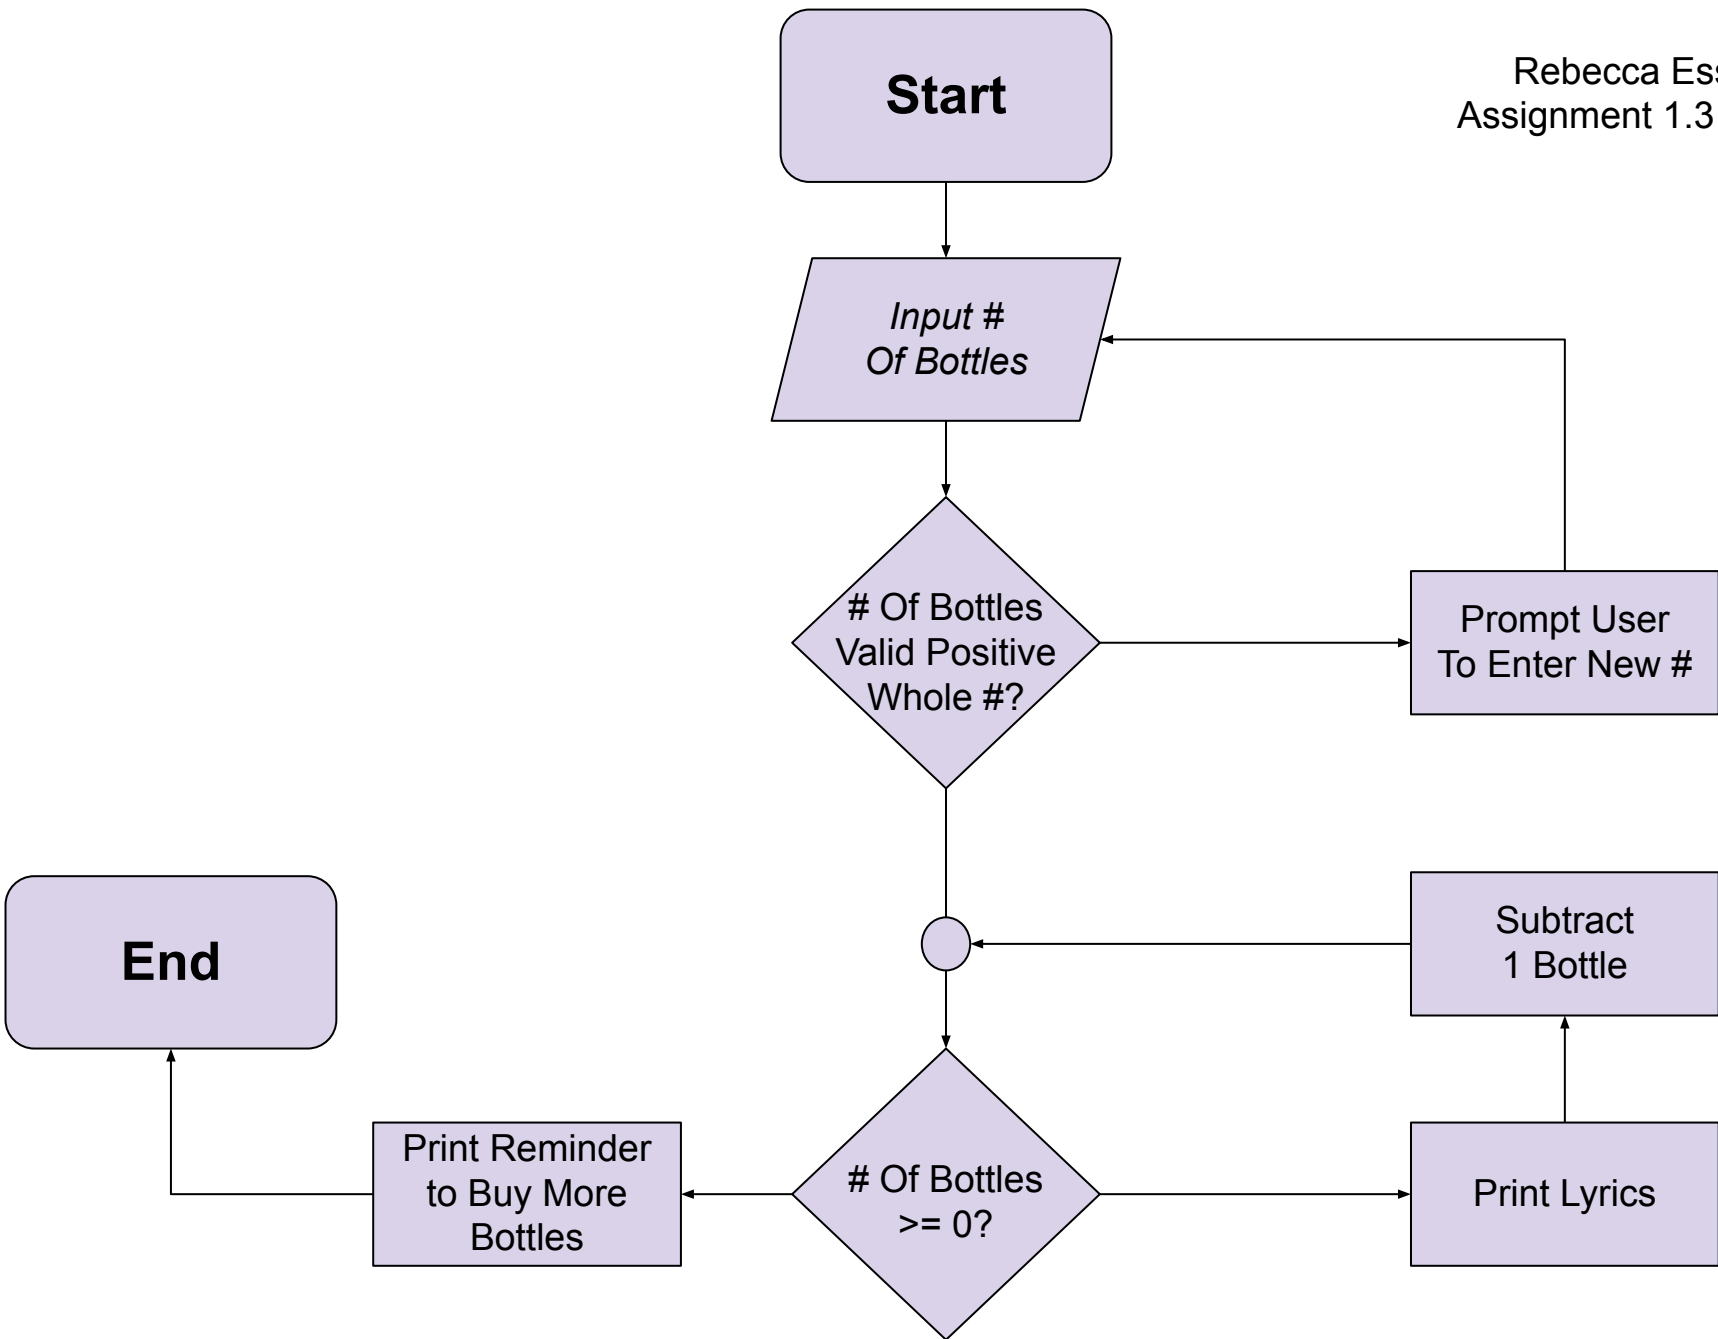 Start
Rebecca
Assignment 1.3
Input #
Of Bottles
# Of Bottles
Valid Positive
Whole #?
Prompt User
To Enter New #
End
Subtract
1 Bottle
Print Reminder
to Buy More
Bottles
# Of Bottles
>= 0?
Print Lyrics